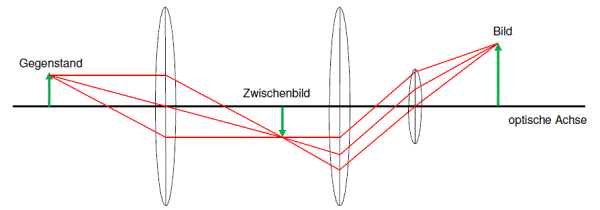 Bild
Gegenstand
Zwischenbild
optische Achse